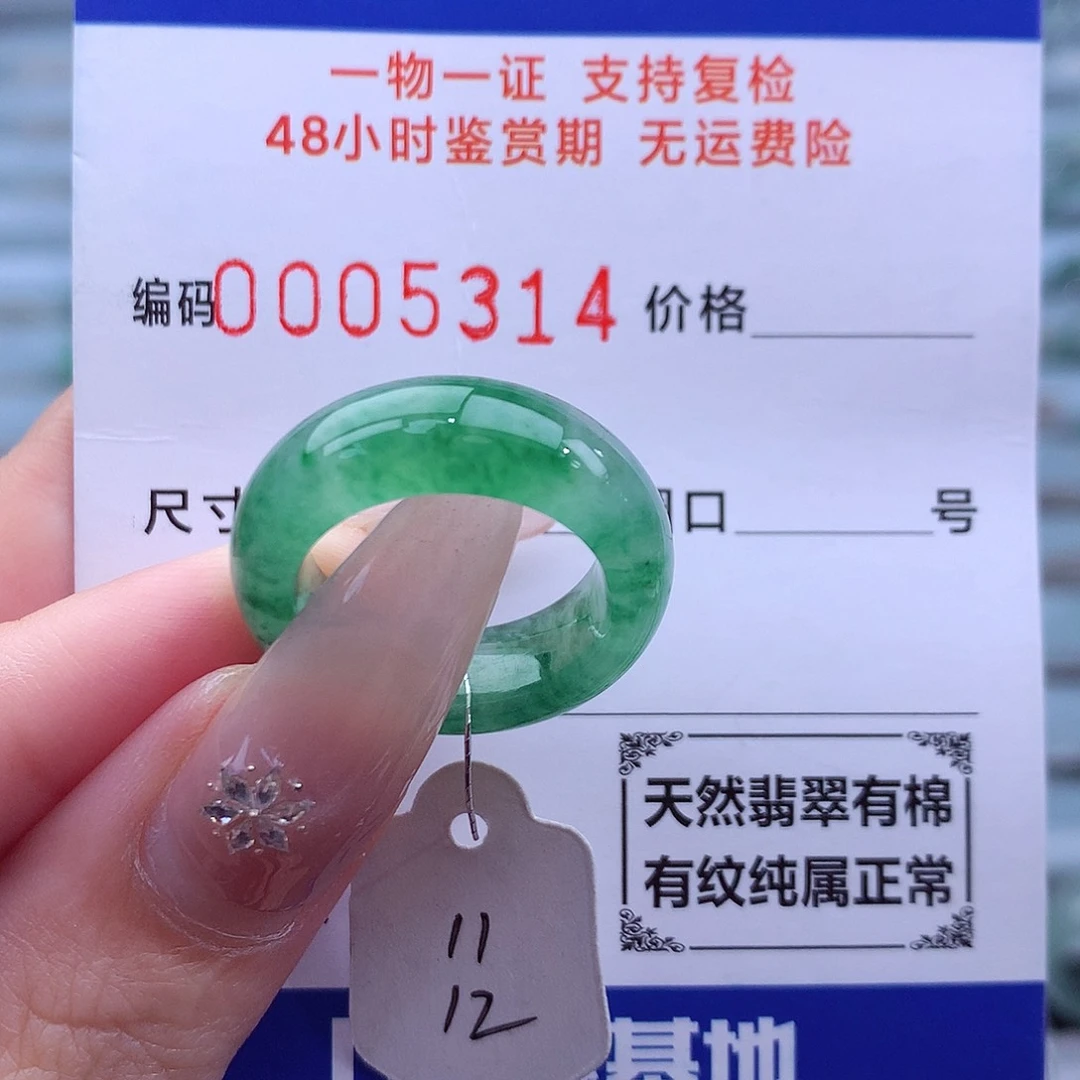 一物一证 支持复检
48小时鉴赏期 无运费险
编码0005314 价格
尺寸 口 号
天然翡翠有棉
有纹纯属正常
11
12
基地